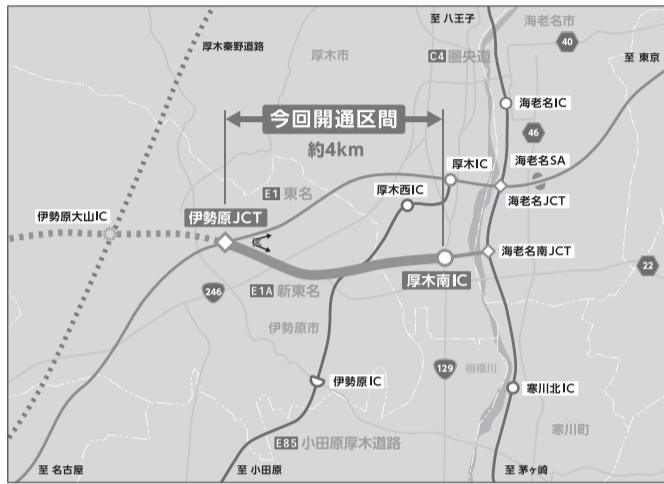 至 八王子
海老名市
40
厚木秦野道路
厚木市
C4 圏央道
至 東京
今回開通区間
約4km
海老名IC
46
海老名SA
厚木IC
海老名JCT
E1 東名
厚木西IC
伊勢原大山IC
伊勢原JCT
海老名南JCT
厚木南IC
22
246
E1A 新東名
伊勢原市
129
相模川
伊勢原IC
寒川北IC
寒川町
E85 小田原厚木道路
至 名古屋
至 小田原
至 茅ヶ崎